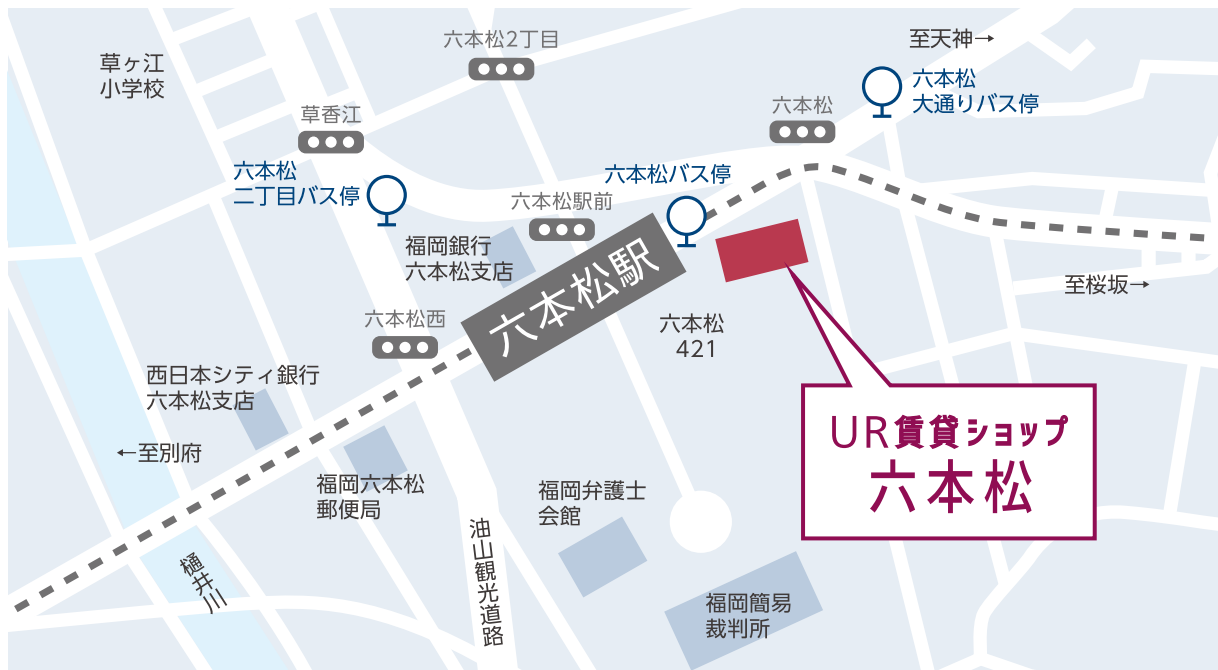 六本松2丁目
至天神→
草ヶ江
小学校
六本松
大通りバス停
草香江
六本松
六本松
二丁目バス停
六本松バス停
六本松駅前
福岡銀行
六本松支店
六本松駅
至桜坂→
六本松西
六本松
421
西日本シティ銀行
六本松支店
UR賃貸ショップ
六本松
←至別府
福岡六本松
郵便局
福岡弁護士
会館
油山観光道路
樋井川
福岡簡易
裁判所